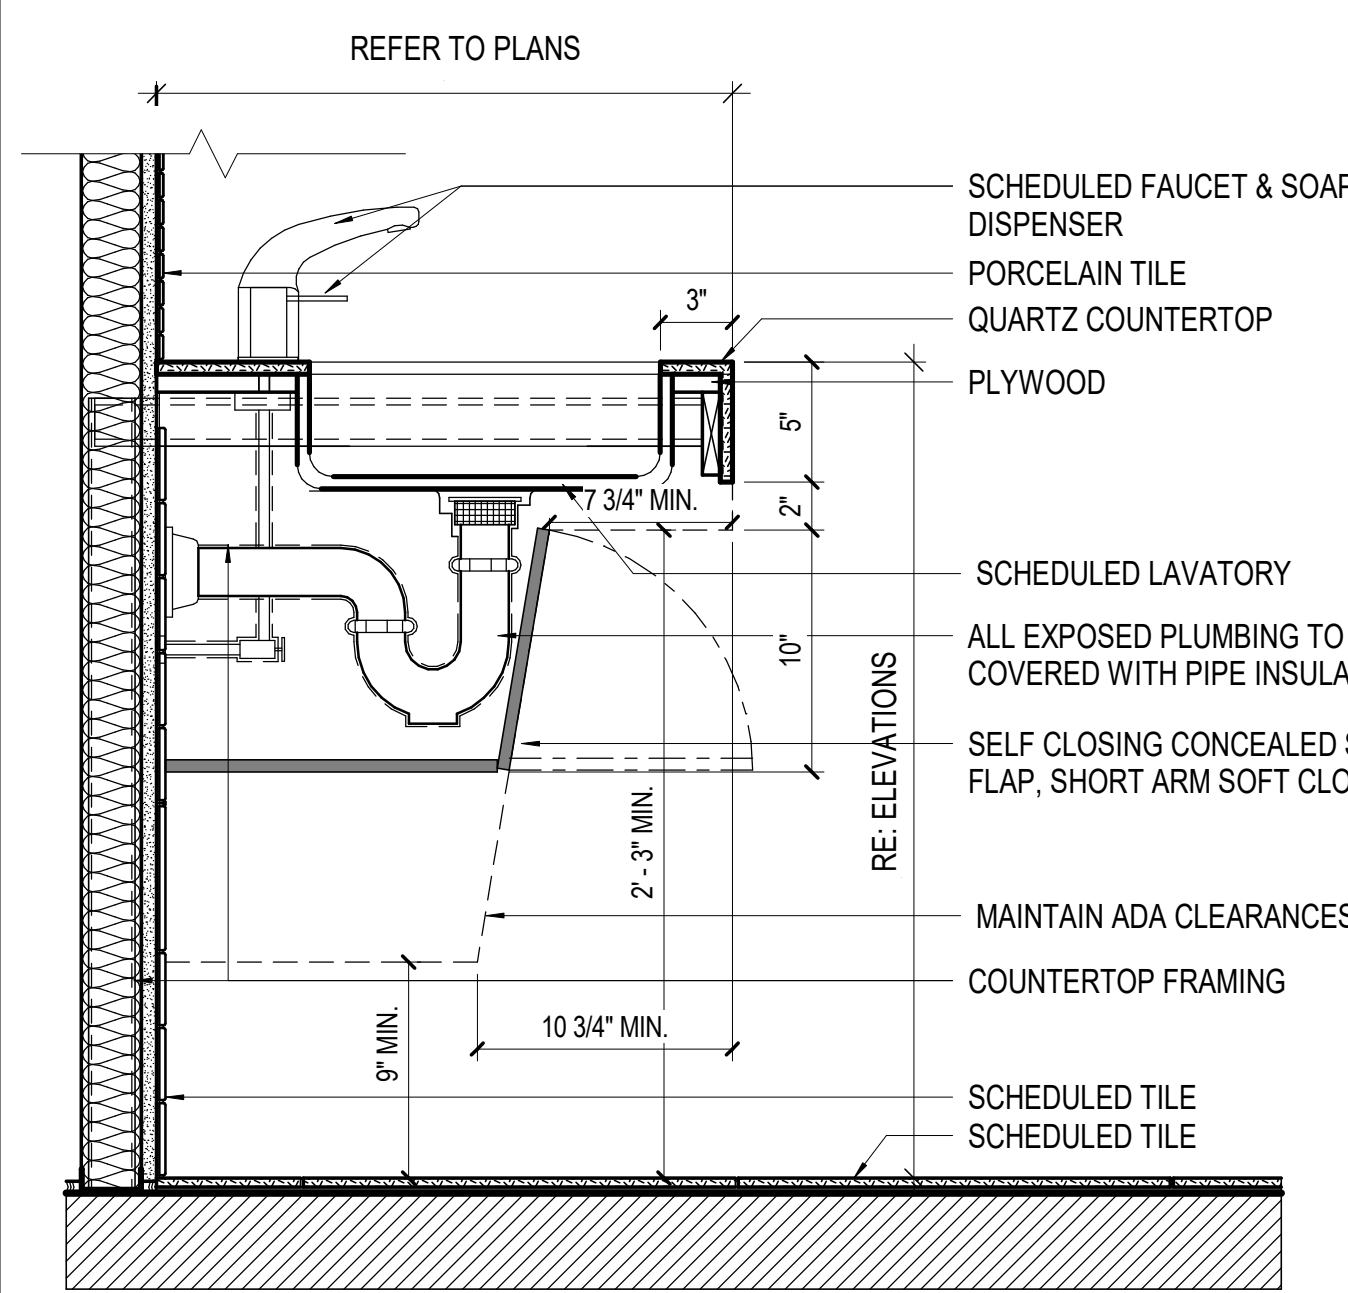 REFER TO PLANS
SCHEDULED FAUCET & SOAP
DISPENSER
PORCELAIN TILE
3"
QUARTZ COUNTERTOP
PLYWOOD
5"
7 3/4" MIN.
2"
SCHEDULED LAVATORY
ALL EXPOSED PLUMBING TO
COVERED WITH PIPE INSULA
10"
RE: ELEVATIONS
SELF CLOSING CONCEALED
FLAP, SHORT ARM SOFT CLO
2' - 3" MIN.
MAINTAIN ADA CLEARANCES
COUNTERTOP FRAMING
10 3/4" MIN.
9" MIN.
SCHEDULED TILE
SCHEDULED TILE